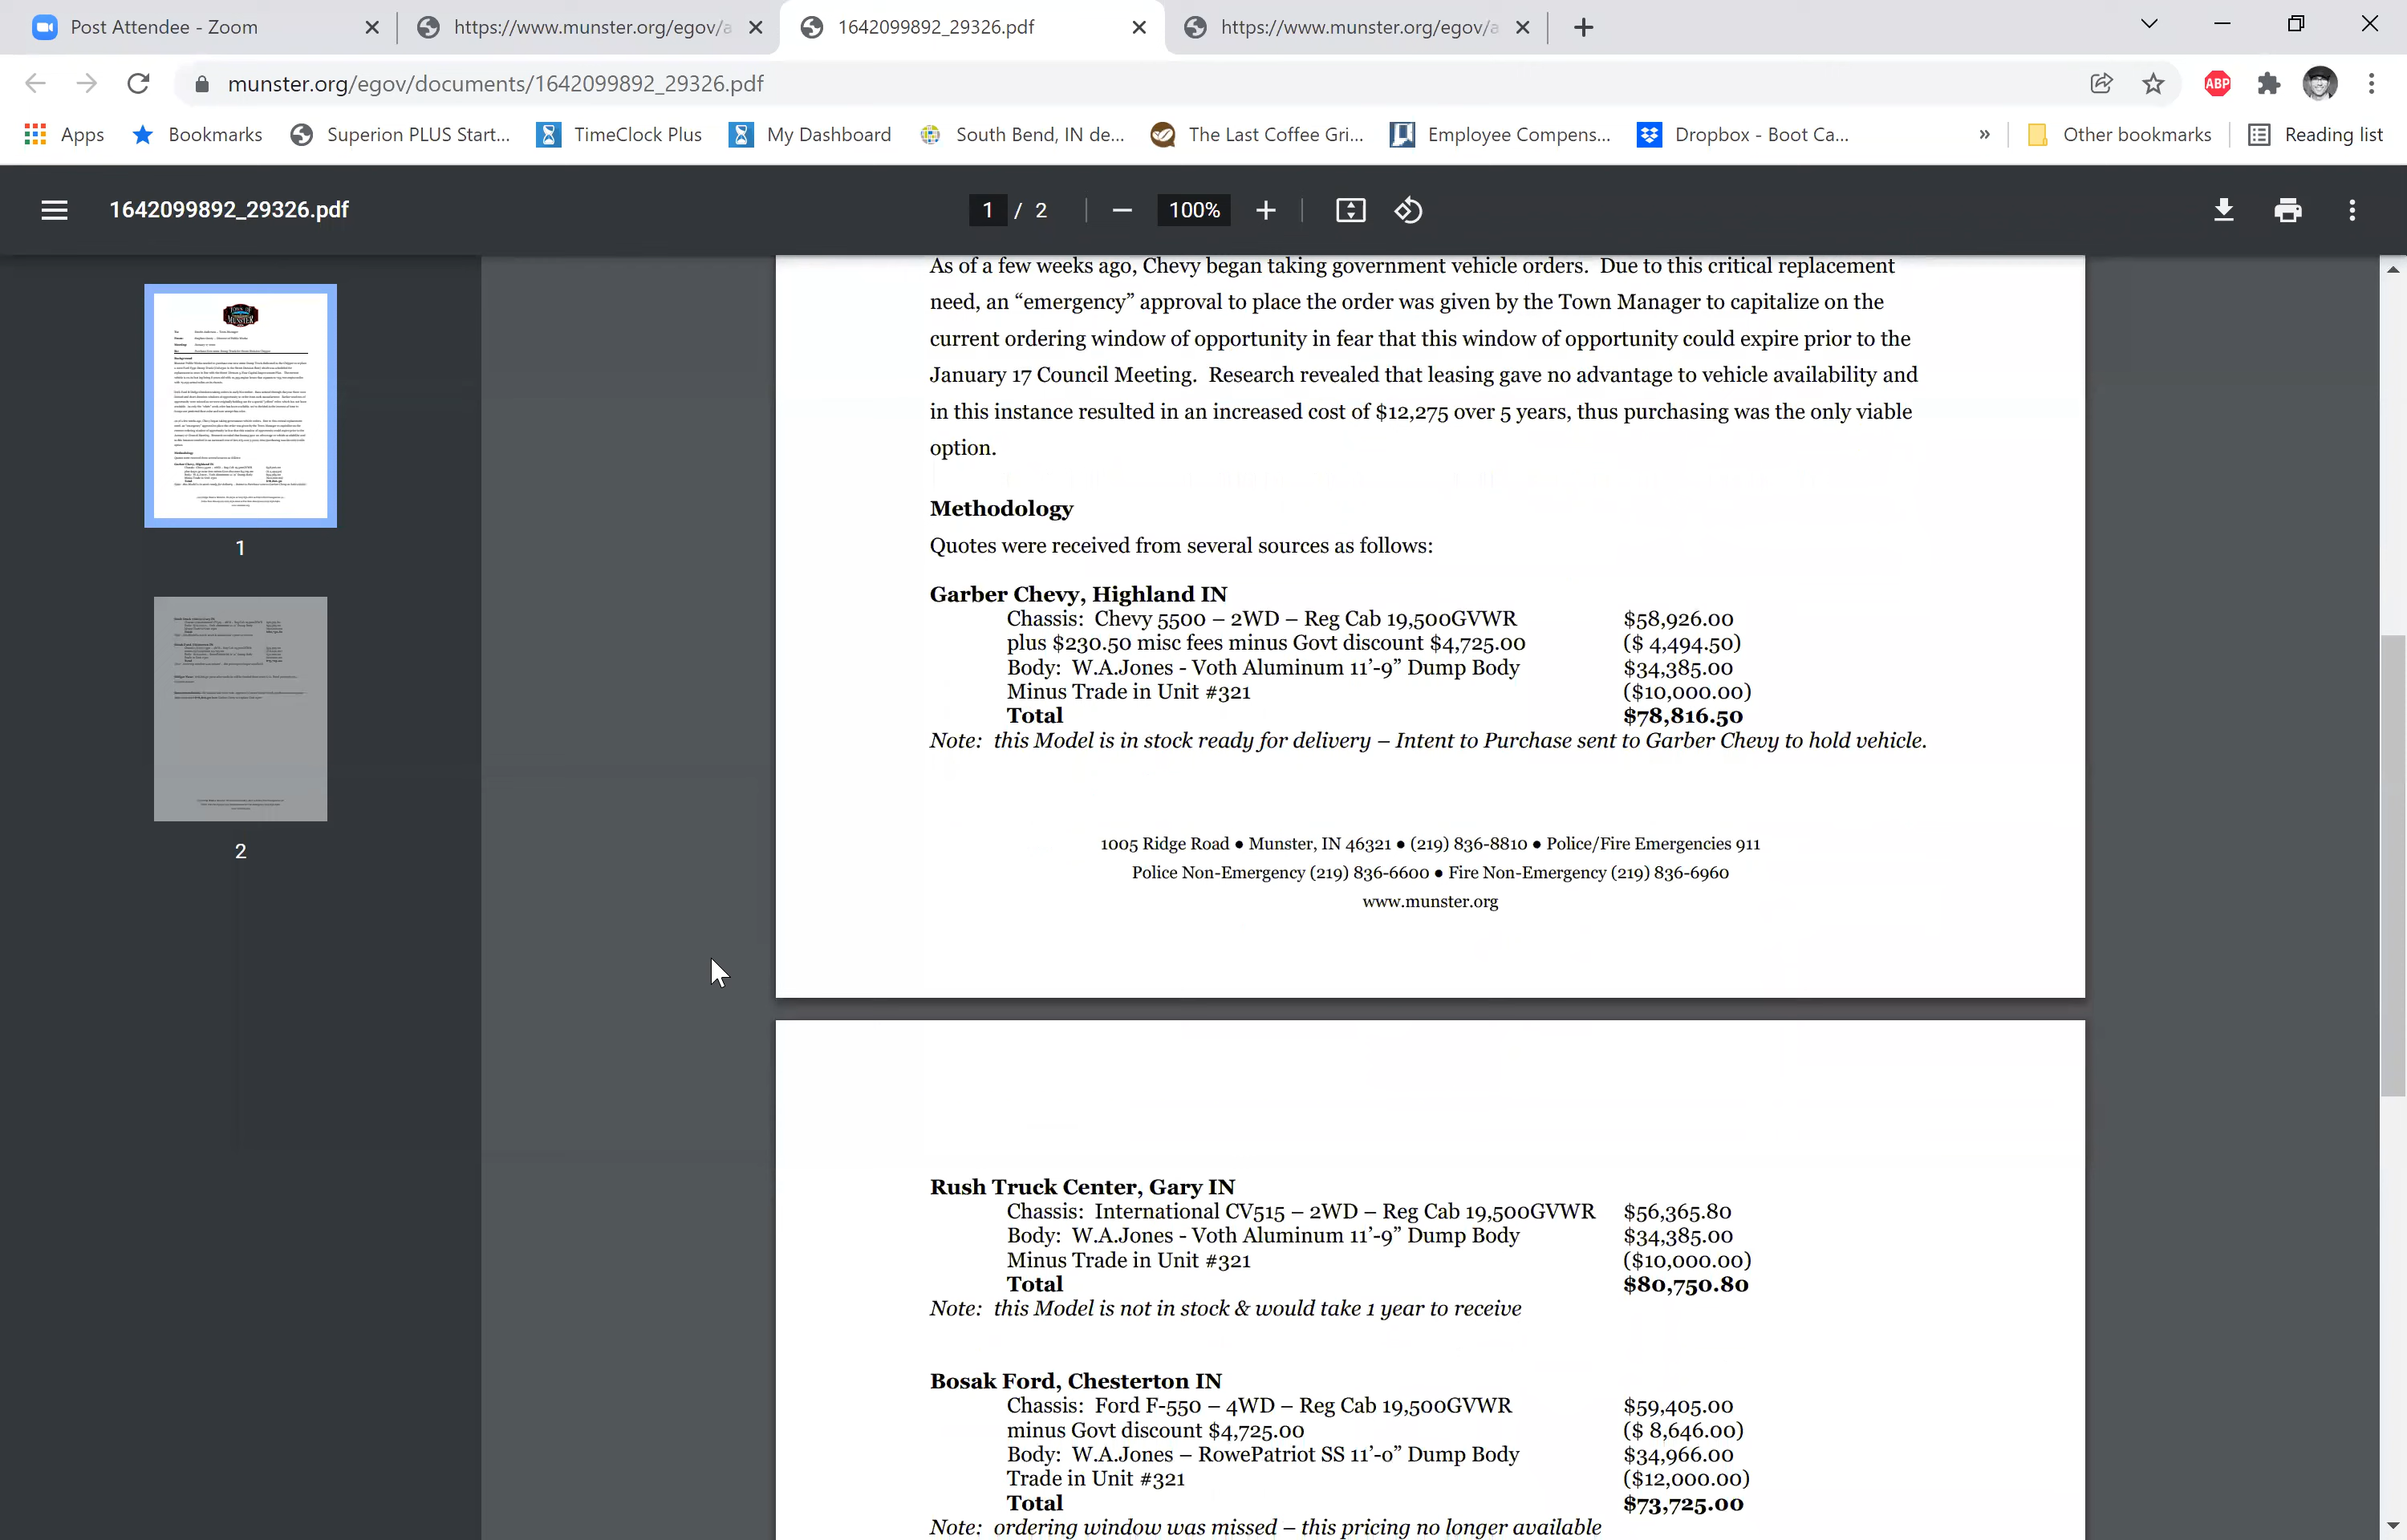 Post Attendee - Zoom
https://www.munster.org/egov/a
1642099892_29326.pdf
https://www.munster.org/egov/a
munster.org/egov/documents/1642099892_29326.pdf
ABP
Apps
Bookmarks
Superion PLUS Start...
TimeClock Plus
My Dashboard
South Bend, IN de...
The Last Coffee Gri...
Employee Compens...
Dropbox - Boot Ca...
»
Other bookmarks
Reading list
1642099892_29326.pdf
1 / 2
100%
1
2
As of a few weeks ago, Chevy began taking government vehicle orders.  Due to this critical replacement
need, an “emergency” approval to place the order was given by the Town Manager to capitalize on the
current ordering window of opportunity in fear that this window of opportunity could expire prior to the
January 17 Council Meeting.  Research revealed that leasing gave no advantage to vehicle availability and
in this instance resulted in an increased cost of $12,275 over 5 years, thus purchasing was the only viable
option.
Methodology
Quotes were received from several sources as follows:
Garber Chevy, Highland IN
Chassis:  Chevy 5500 – 2WD – Reg Cab 19,500GVWR $58,926.00
plus $230.50 misc fees minus Govt discount $4,725.00 ($ 4,494.50)
Body:  W.A.Jones - Voth Aluminum 11’-9” Dump Body $34,385.00
Minus Trade in Unit #321 ($10,000.00)
Total $78,816.50
Note:  this Model is in stock ready for delivery – Intent to Purchase sent to Garber Chevy to hold vehicle.
1005 Ridge Road ● Munster, IN 46321 ● (219) 836-8810 ● Police/Fire Emergencies 911
Police Non-Emergency (219) 836-6600 ● Fire Non-Emergency (219) 836-6960
www.munster.org
Rush Truck Center, Gary IN
Chassis:  International CV515 – 2WD – Reg Cab 19,500GVWR $56,365.80
Body:  W.A.Jones - Voth Aluminum 11’-9” Dump Body $34,385.00
Minus Trade in Unit #321 ($10,000.00)
Total $80,750.80
Note:  this Model is not in stock & would take 1 year to receive
Bosak Ford, Chesterton IN
Chassis:  Ford F-550 – 4WD – Reg Cab 19,500GVWR $59,405.00
minus Govt discount $4,725.00 ($ 8,646.00)
Body:  W.A.Jones – RowePatriot SS 11’-0” Dump Body $34,966.00
Trade in Unit #321 ($12,000.00)
Total $73,725.00
Note:  ordering window was missed – this pricing no longer available